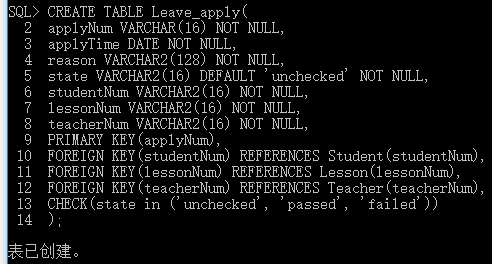 SQL> CREATE TABLE Leave_apply(
2 applyNum VARCHAR(16) NOT NULL,
3 applyTime DATE NOT NULL,
4 reason VARCHAR2(128) NOT NULL,
5 state VARCHAR2(16) DEFAULT 'unchecked' NOT NULL,
6 studentNum VARCHAR2(16) NOT NULL,
7 lessonNum VARCHAR2(16) NOT NULL,
8 teacherNum VARCHAR2(16) NOT NULL,
9 PRIMARY KEY(applyNum),
10 FOREIGN KEY(studentNum) REFERENCES Student(studentNum),
11 FOREIGN KEY(lessonNum) REFERENCES Lesson(lessonNum),
12 FOREIGN KEY(teacherNum) REFERENCES Teacher(teacherNum),
13 CHECK(state in ('unchecked', 'passed', 'failed'))
14 );
表已创建。